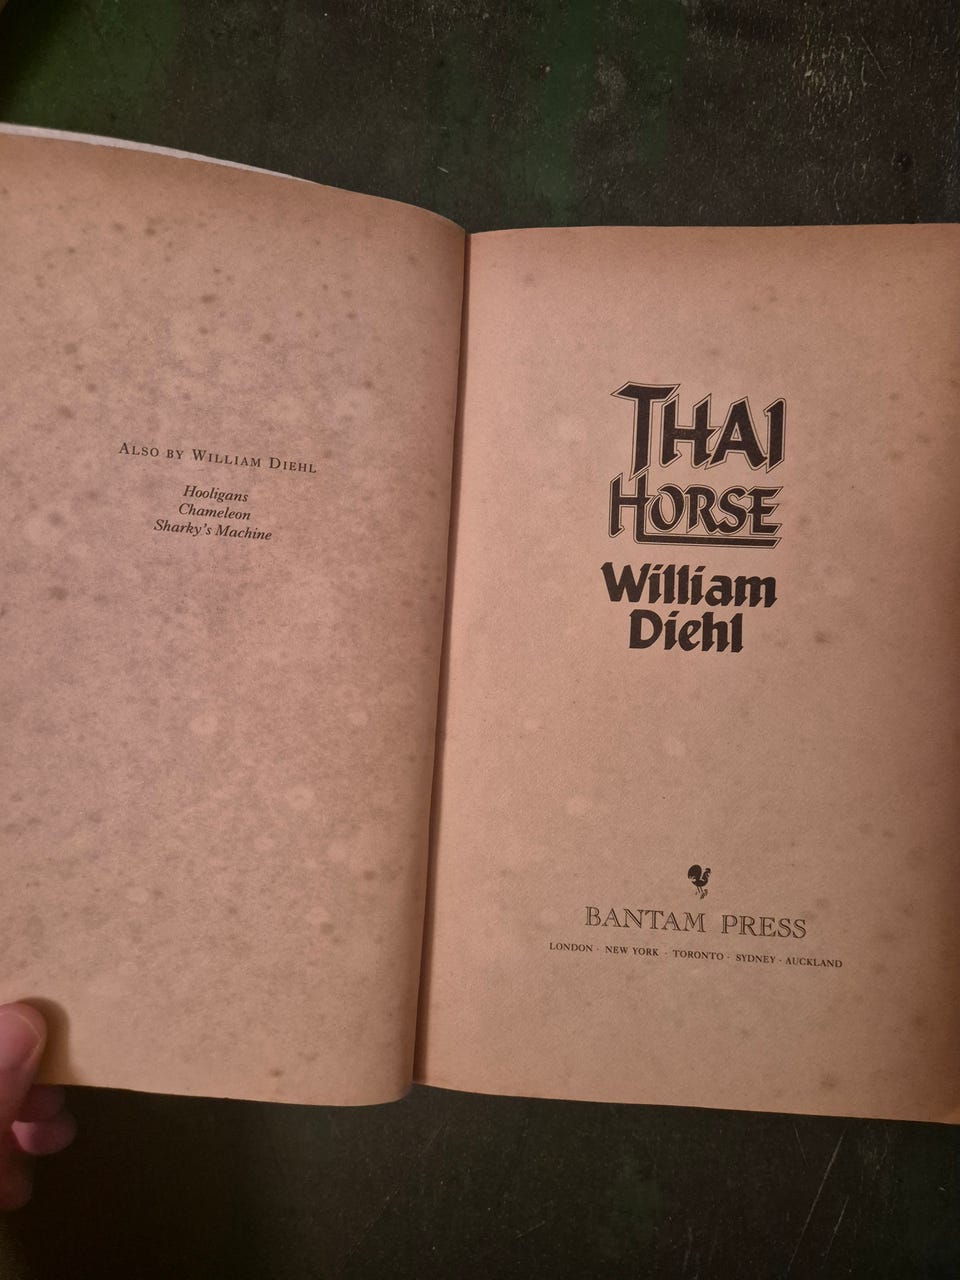 ALSO BY WILLIAM DIEHL
Hooligans
Chameleon
Sharky's Machine
THAI
HORSE
William
Diehl
BANTAM PRESS
LONDON · NEW YORK · TORONTO · SYDNEY · AUCKLAND